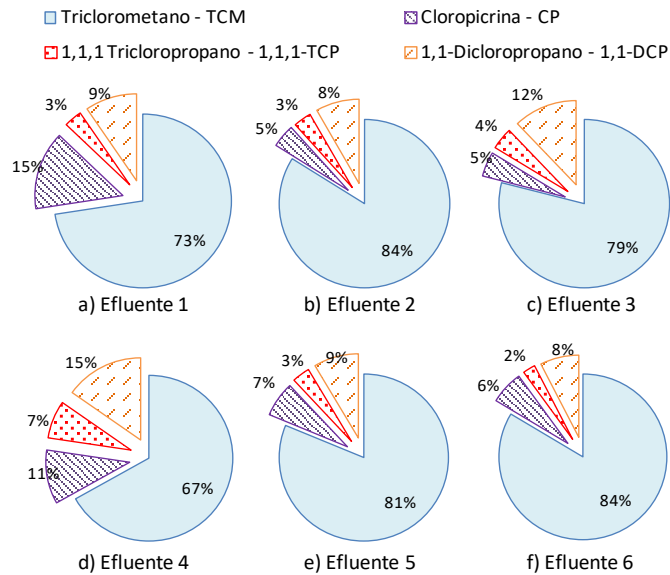 Triclorometano - TCM
Cloropicrina - CP
1,1,1 Tricloropropano - 1,1,1-TCP
1,1-Dicloropropano - 1,1-DCP
9%
3%
15%
73%
a) Efluente 1
8%
3%
5%
84%
b) Efluente 2
12%
4%
5%
79%
c) Efluente 3
15%
7%
11%
67%
d) Efluente 4
9%
3%
7%
81%
e) Efluente 5
8%
2%
6%
84%
f) Efluente 6